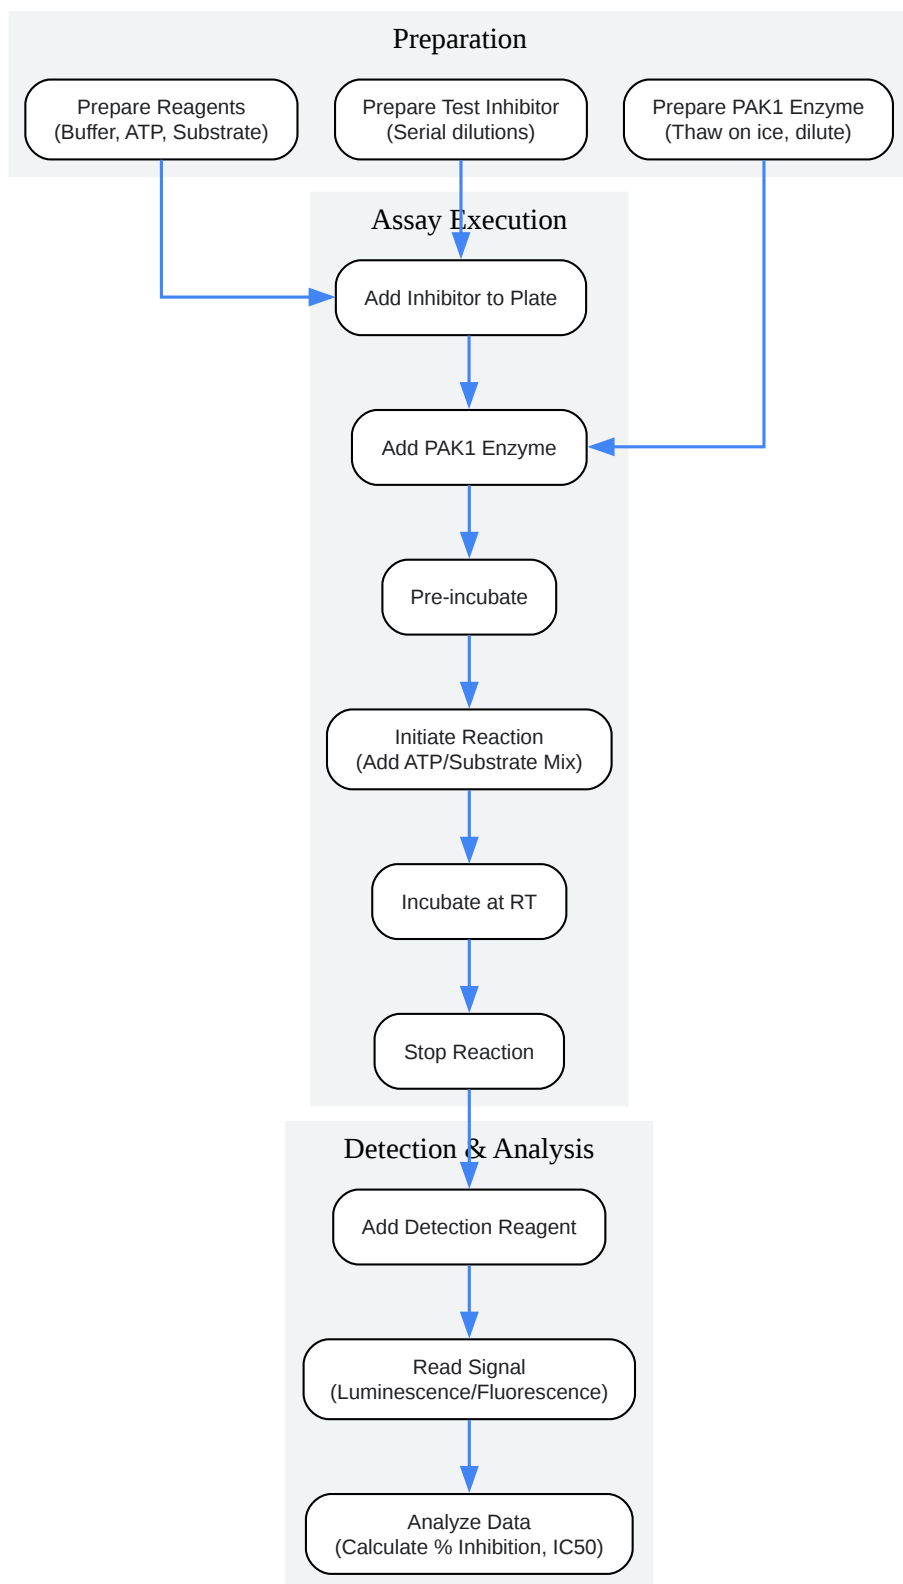 Preparation
Prepare Reagents
(Buffer, ATP, Substrate)
Prepare Test Inhibitor
(Serial dilutions)
Prepare PAK1 Enzyme
(Thaw on ice, dilute)
Assay Execution
Add Inhibitor to Plate
Add PAK1 Enzyme
Pre-incubate
Initiate Reaction
(Add ATP/Substrate Mix)
Incubate at RT
Stop Reaction
Detection & Analysis
Add Detection Reagent
Read Signal
(Luminescence/Fluorescence)
Analyze Data
(Calculate % Inhibition, IC50)